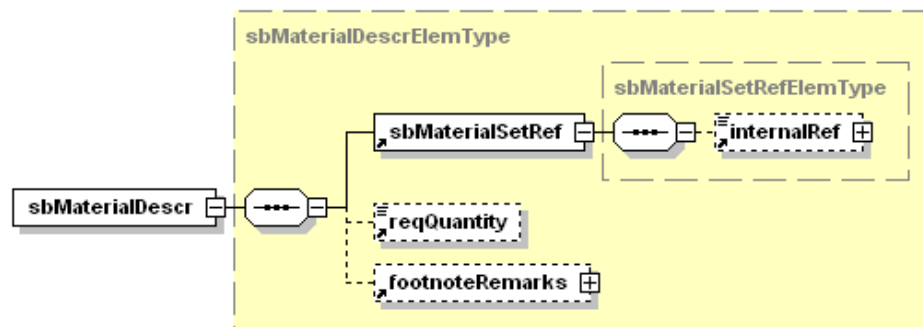 sbMaterialDescrElemType
sbMaterialSetRefElemType
sbMaterialSetRef
internalRef
sbMaterialDescr
reqQuantity
footnoteRemarks